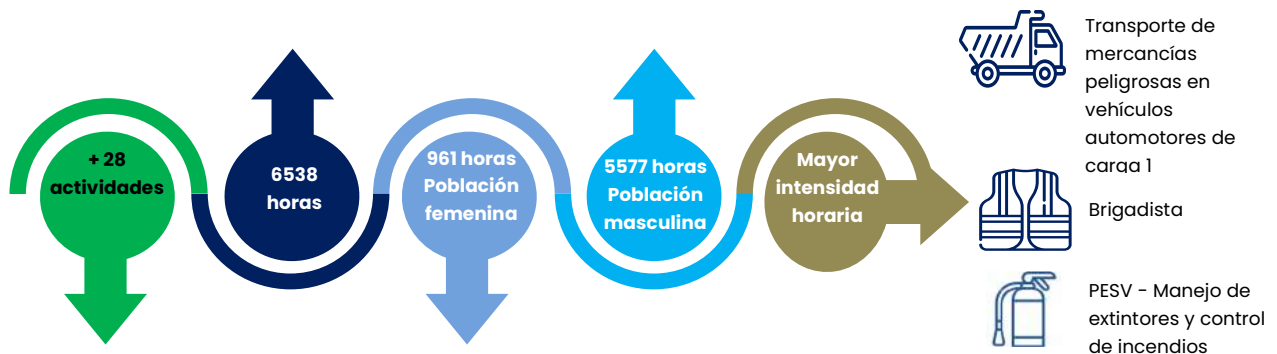 + 28
actividades
6538
horas
961 horas
Población
femenina
5577 horas
Población
masculina
Mayor
intensidad
horaria
Transporte de
mercancías
peligrosas en
vehículos
automotores de
carga 1
Brigadista
PESV - Manejo de
extintores y control
de incendios